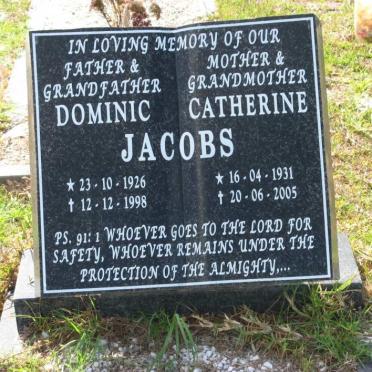 IN LOVING MEMORY OF OUR
FATHER &
GRANDFATHER
DOMINIC
MOTHER &
GRANDMOTHER
CATHERINE
JACOBS
★ 23 - 10 - 1926
✝ 12 - 12 - 1998
★ 16 - 04 - 1931
✝ 20 - 06 - 2005
PS. 91: 1 WHOEVER GOES TO THE LORD FOR
SAFETY, WHOEVER REMAINS UNDER THE
PROTECTION OF THE ALMIGHTY,...